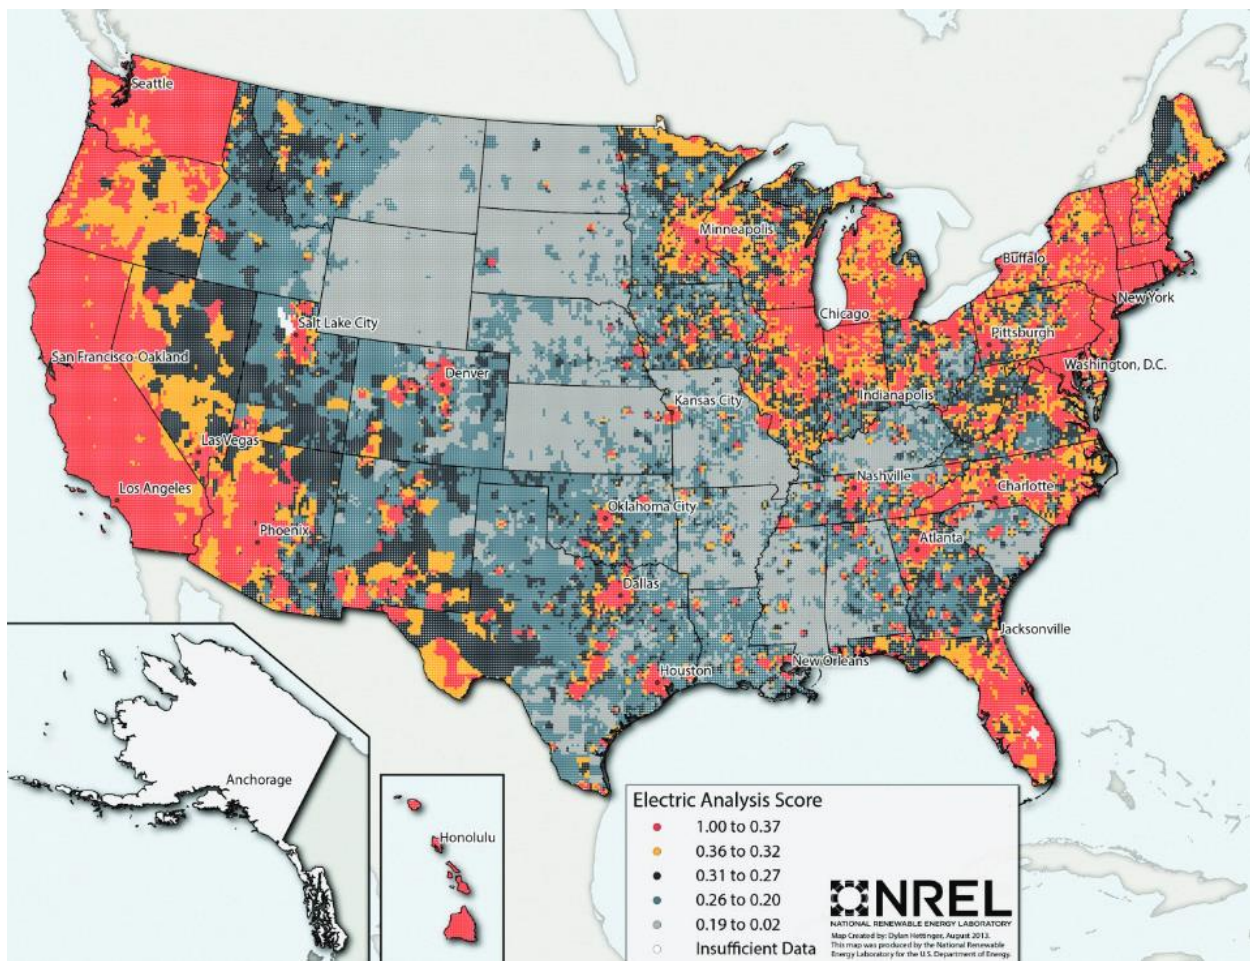 Seattle
Minneapolis
Buffalo
New York
Salt Lake City
Chicago
Pittsburgh
San Francisco-Oakland
Washington, D.C.
Denver
Kansas City
Indianapolis
Las Vegas
Nashville
Los Angeles
Charlotte
Oklahoma City
Phoenix
Atlanta
Dallas
Jacksonville
New Orleans
Houston
Anchorage
Honolulu
Electric Analysis Score
1.00 to 0.37
0.36 to 0.32
0.31 to 0.27
0.26 to 0.20
0.19 to 0.02
Insufficient Data
NREL
NATIONAL RENEWABLE ENERGY LABORATORY
Map Created by: Dylan Hettinger, August 2013.
This map was produced by the National Renewable
Energy Laboratory for the U.S. Department of Energy.